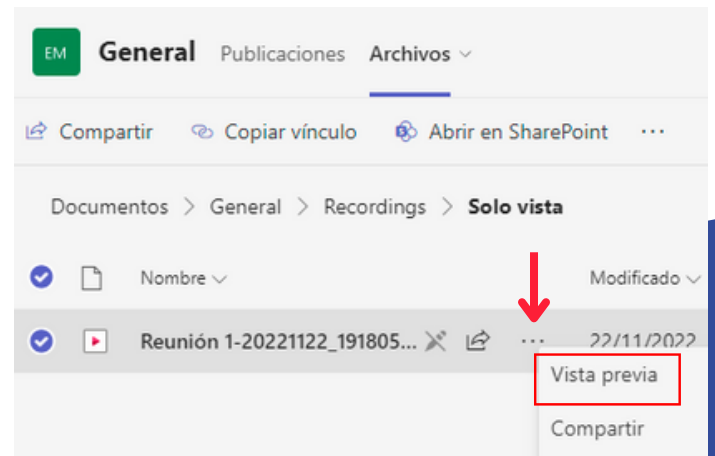 EM General Publicaciones Archivos
Compartir Copiar vínculo Abrir en SharePoint ...
Documentos > General > Recordings > Solo vista
Nombre Modificado
Reunión 1-20221122_191805... ... 22/11/2022
Vista previa
Compartir